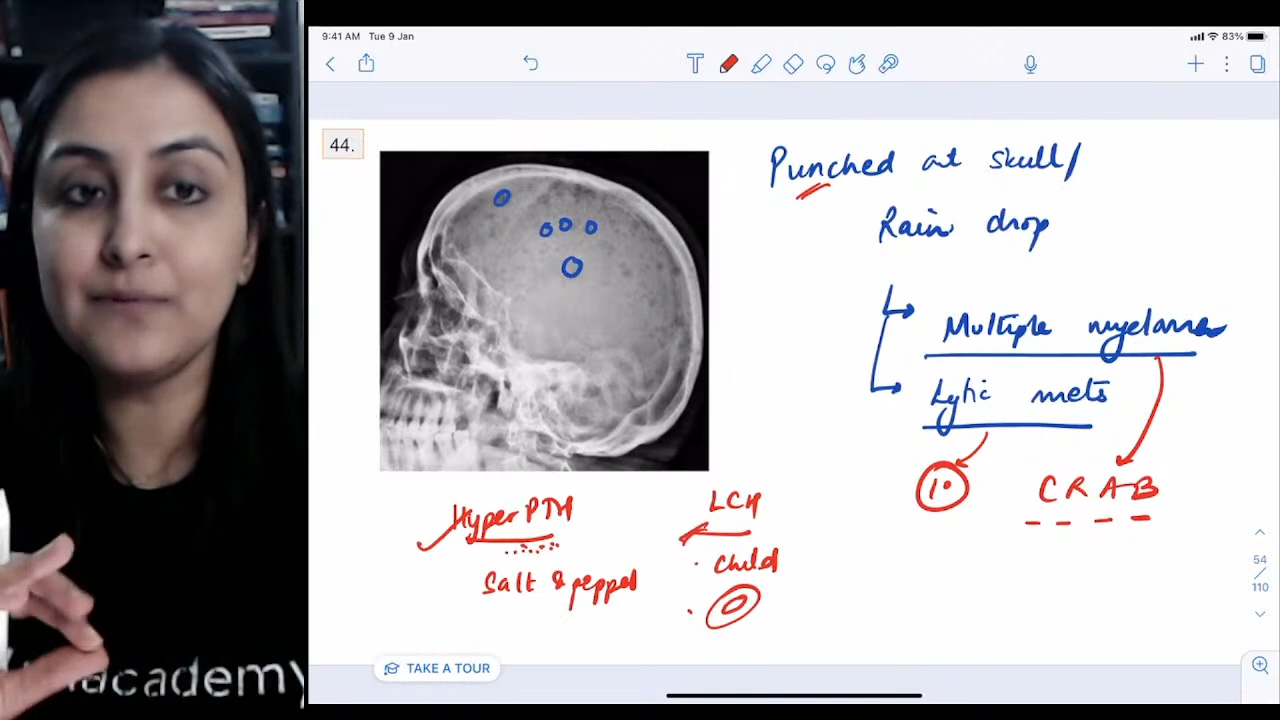 9:41 AM Tue 9 Jan
83%
44.
Punched at skull/
Rain drop
Multiple myeloma
Lytic mets
1°
C R A B
Hyper PTH
Salt & pepper
LCH
Child
54
110
TAKE A TOUR
academy